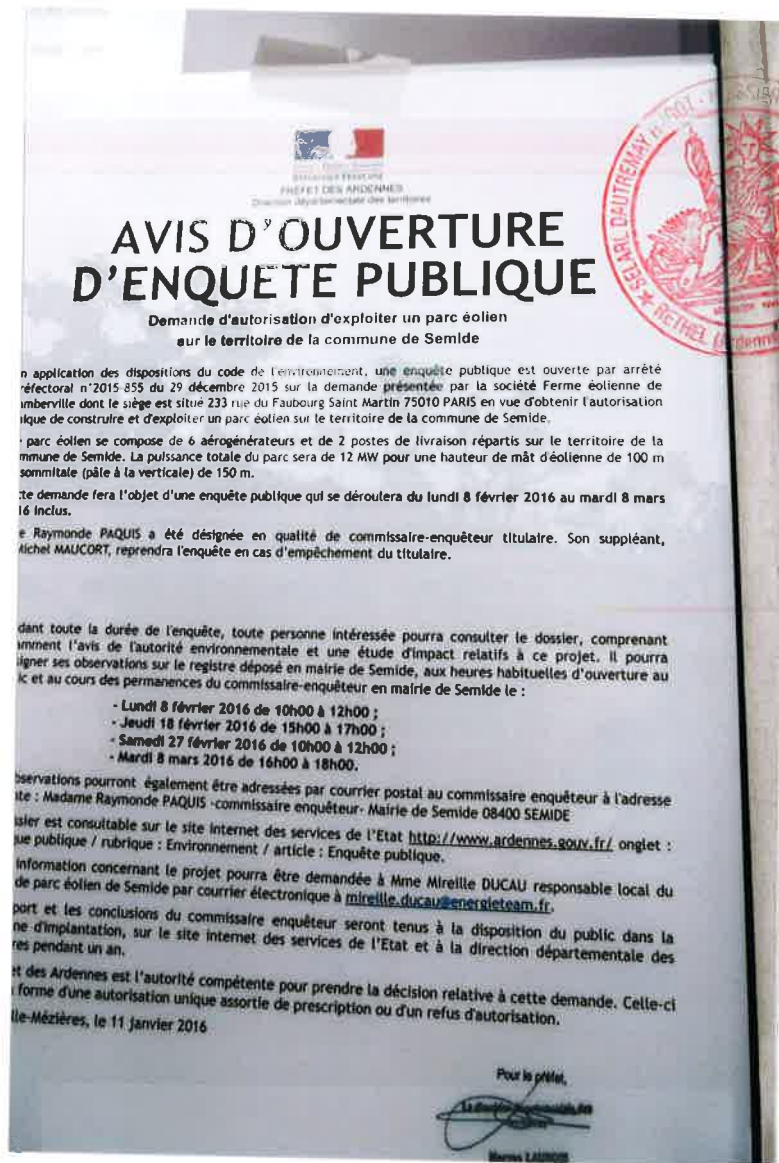 PRÉFET DES ARDENNES
Direction départementale des territoires
AVIS D'OUVERTURE
D'ENQUÊTE PUBLIQUE
Demande d'autorisation d'exploiter un parc éolien
sur le territoire de la commune de Semide
n application des dispositions du code de l'environnement, une enquête publique est ouverte par arrêté
réfectoral n°2015-855 du 29 décembre 2015 sur la demande présentée par la société Ferme éolienne de
mberville dont le siège est situé 233 rue du Faubourg Saint Martin 75010 PARIS en vue d'obtenir l'autorisation
ique de construire et d'exploiter un parc éolien sur le territoire de la commune de Semide.
parc éolien se compose de 6 aérogénérateurs et de 2 postes de livraison répartis sur le territoire de la
mmune de Semide. La puissance totale du parc sera de 12 MW pour une hauteur de mât d'éolienne de 100 m
sommitale (pâle à la verticale) de 150 m.
te demande fera l'objet d'une enquête publique qui se déroulera du lundi 8 février 2016 au mardi 8 mars
16 inclus.
e Raymonde PAQUIS a été désignée en qualité de commissaire-enquêteur titulaire. Son suppléant,
Michel MAUCORT, reprendra l'enquête en cas d'empêchement du titulaire.
dant toute la durée de l'enquête, toute personne intéressée pourra consulter le dossier, comprenant
amment l'avis de l'autorité environnementale et une étude d'impact relatifs à ce projet. Il pourra
igner ses observations sur le registre déposé en mairie de Semide, aux heures habituelles d'ouverture au
ic et au cours des permanences du commissaire-enquêteur en mairie de Semide le :
- Lundi 8 février 2016 de 10h00 à 12h00 ;
- Jeudi 18 février 2016 de 15h00 à 17h00 ;
- Samedi 27 février 2016 de 10h00 à 12h00 ;
- Mardi 8 mars 2016 de 16h00 à 18h00.
bservations pourront également être adressées par courrier postal au commissaire enquêteur à l'adresse
te : Madame Raymonde PAQUIS -commissaire enquêteur- Mairie de Semide 08400 SEMIDE
ssier est consultable sur le site internet des services de l'Etat http://www.ardennes.gouv.fr/ onglet :
ue publique / rubrique : Environnement / article : Enquête publique.
information concernant le projet pourra être demandée à Mme Mireille DUCAU responsable local du
de parc éolien de Semide par courrier électronique à mireille.ducau@energieteam.fr.
port et les conclusions du commissaire enquêteur seront tenus à la disposition du public dans la
ne d'implantation, sur le site internet des services de l'Etat et à la direction départementale des
res pendant un an.
et des Ardennes est l'autorité compétente pour prendre la décision relative à cette demande. Celle-ci
forme d'une autorisation unique assortie de prescription ou d'un refus d'autorisation.
lle-Mézières, le 11 janvier 2016
Pour le préfet,
SELARL DAUTREMAY
RETHEL (Ardennes)